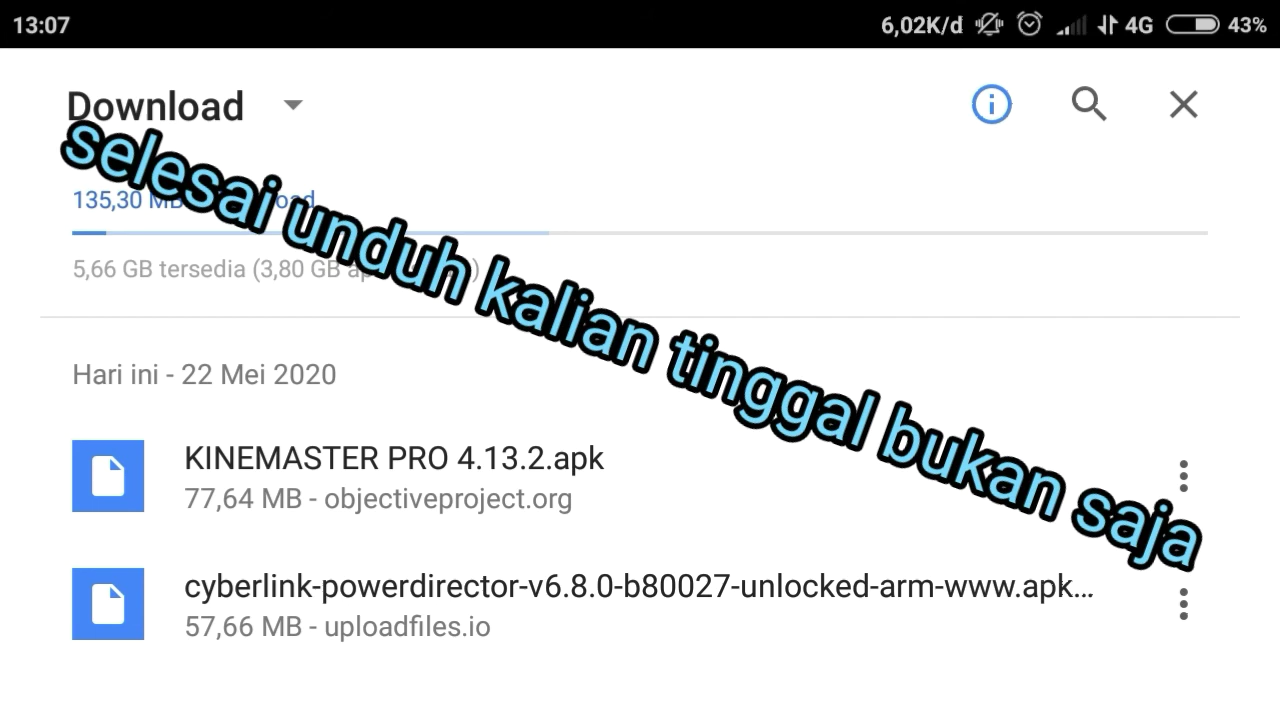 13:07
6,02K/d 4G 43%
Download
selesai unduh kalian tinggal bukan saja
135,30 MB
5,66 GB tersedia (3,80 GB
Hari ini - 22 Mei 2020
KINEMASTER PRO 4.13.2.apk
77,64 MB - objectiveproject.org
cyberlink-powerdirector-v6.8.0-b80027-unlocked-arm-www.apk...
57,66 MB - uploadfiles.io